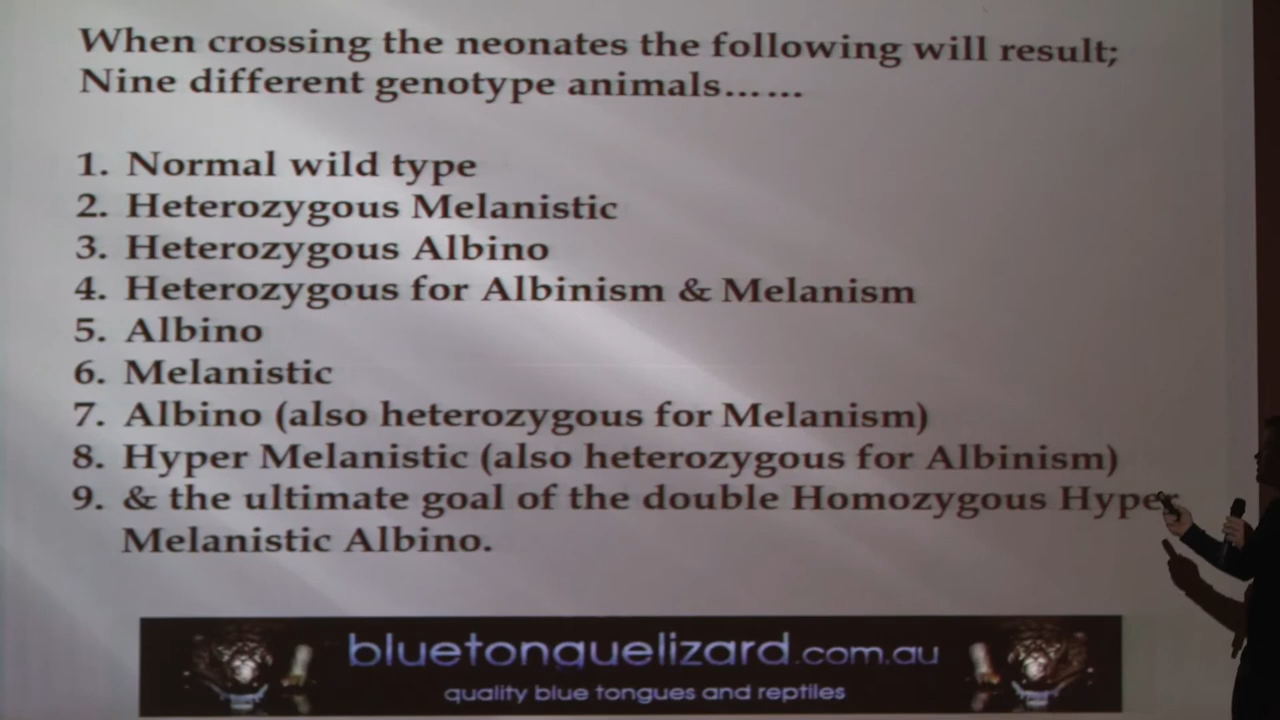 When crossing the neonates the following will result;
Nine different genotype animals......
1. Normal wild type
2. Heterozygous Melanistic
3. Heterozygous Albino
4. Heterozygous for Albinism & Melanism
5. Albino
6. Melanistic
7. Albino (also heterozygous for Melanism)
8. Hyper Melanistic (also heterozygous for Albinism)
9. & the ultimate goal of the double Homozygous Hyper
Melanistic Albino.
bluetonguelizard.com.au
quality blue tongues and reptiles